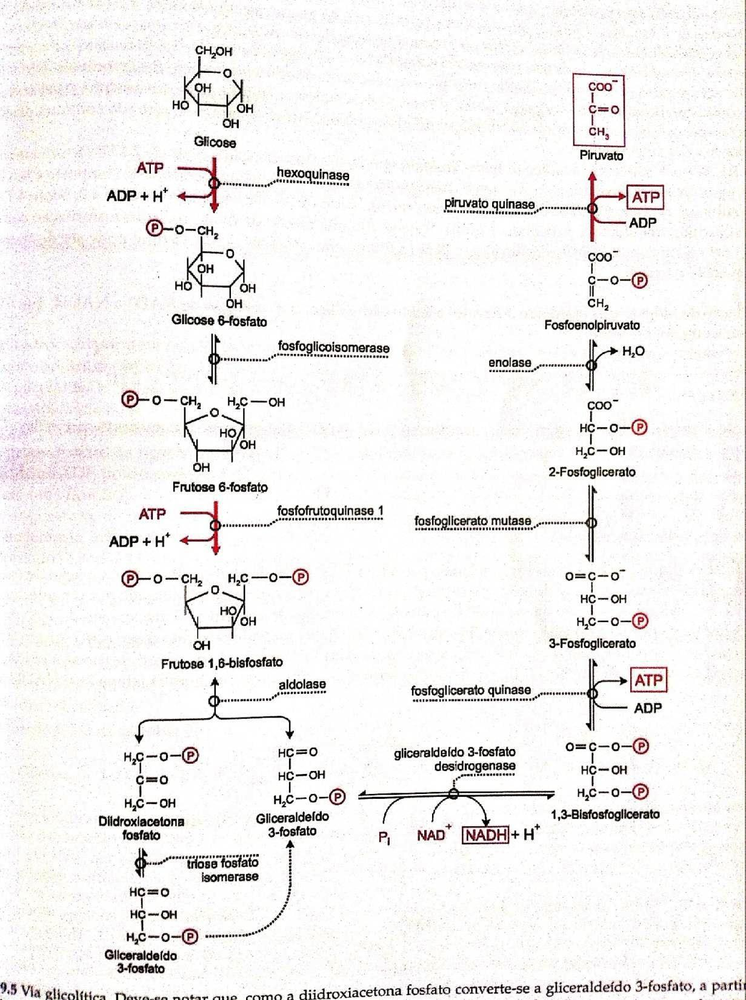 CH₂OH
O
OH
HO
OH
OH
Glicose
ATP
hexoquinase
ADP + H⁺
P—O—CH₂
O
OH
HO
OH
OH
Glicose 6-fosfato
fosfoglicoisomerase
P—O—CH₂ H₂C—OH
O
HO
OH
OH
Frutose 6-fosfato
ATP
fosfofrutoquinase 1
ADP + H⁺
P—O—CH₂ H₂C—O—P
O
HO
OH
OH
Frutose 1,6-bisfosfato
aldolase
H₂C—O—P
C=O
H₂C—OH
Diidroxiacetona
fosfato
HC=O
HC—OH
H₂C—O—P
Gliceraldeído
3-fosfato
triose fosfato
isomerase
HC=O
HC—OH
H₂C—O—P
Gliceraldeído
3-fosfato
gliceraldeído 3-fosfato
desidrogenase
Pᵢ NAD⁺ NADH + H⁺
O=C—O—P
HC—OH
H₂C—O—P
1,3-Bisfosfoglicerato
fosfoglicerato quinase
ATP
ADP
O=C—O⁻
HC—OH
H₂C—O—P
3-Fosfoglicerato
fosfoglicerato mutase
COO⁻
HC—O—P
H₂C—OH
2-Fosfoglicerato
enolase
H₂O
COO⁻
C—O—P
CH₂
Fosfoenolpiruvato
piruvato quinase
ATP
ADP
COO⁻
C=O
CH₃
Piruvato
9.5 Via glicolítica. Deve-se notar que, como a diidroxiacetona fosfato converte-se a gliceraldeído 3-fosfato, a parti